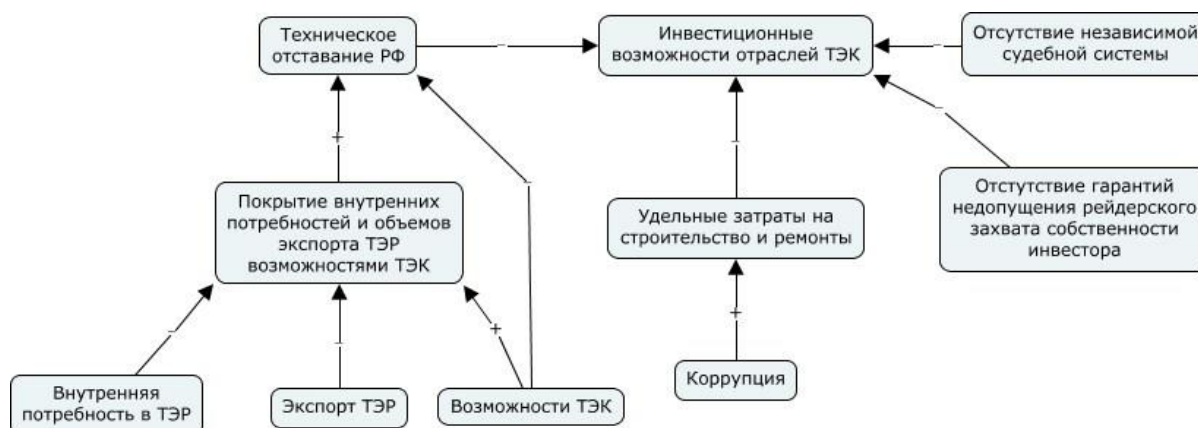 Техническое
отставание РФ
Инвестиционные
возможности отраслей ТЭК
Отсутствие независимой
судебной системы
–
–
–
–
+
–
–
Покрытие внутренних
потребностей и объемов
экспорта ТЭР
возможностями ТЭК
Удельные затраты на
строительство и ремонты
Отстутствие гарантий
недопущения рейдерского
захвата собственности
инвестора
–
–
+
+
Внутренняя
потребность в ТЭР
Экспорт ТЭР
Возможности ТЭК
Коррупция